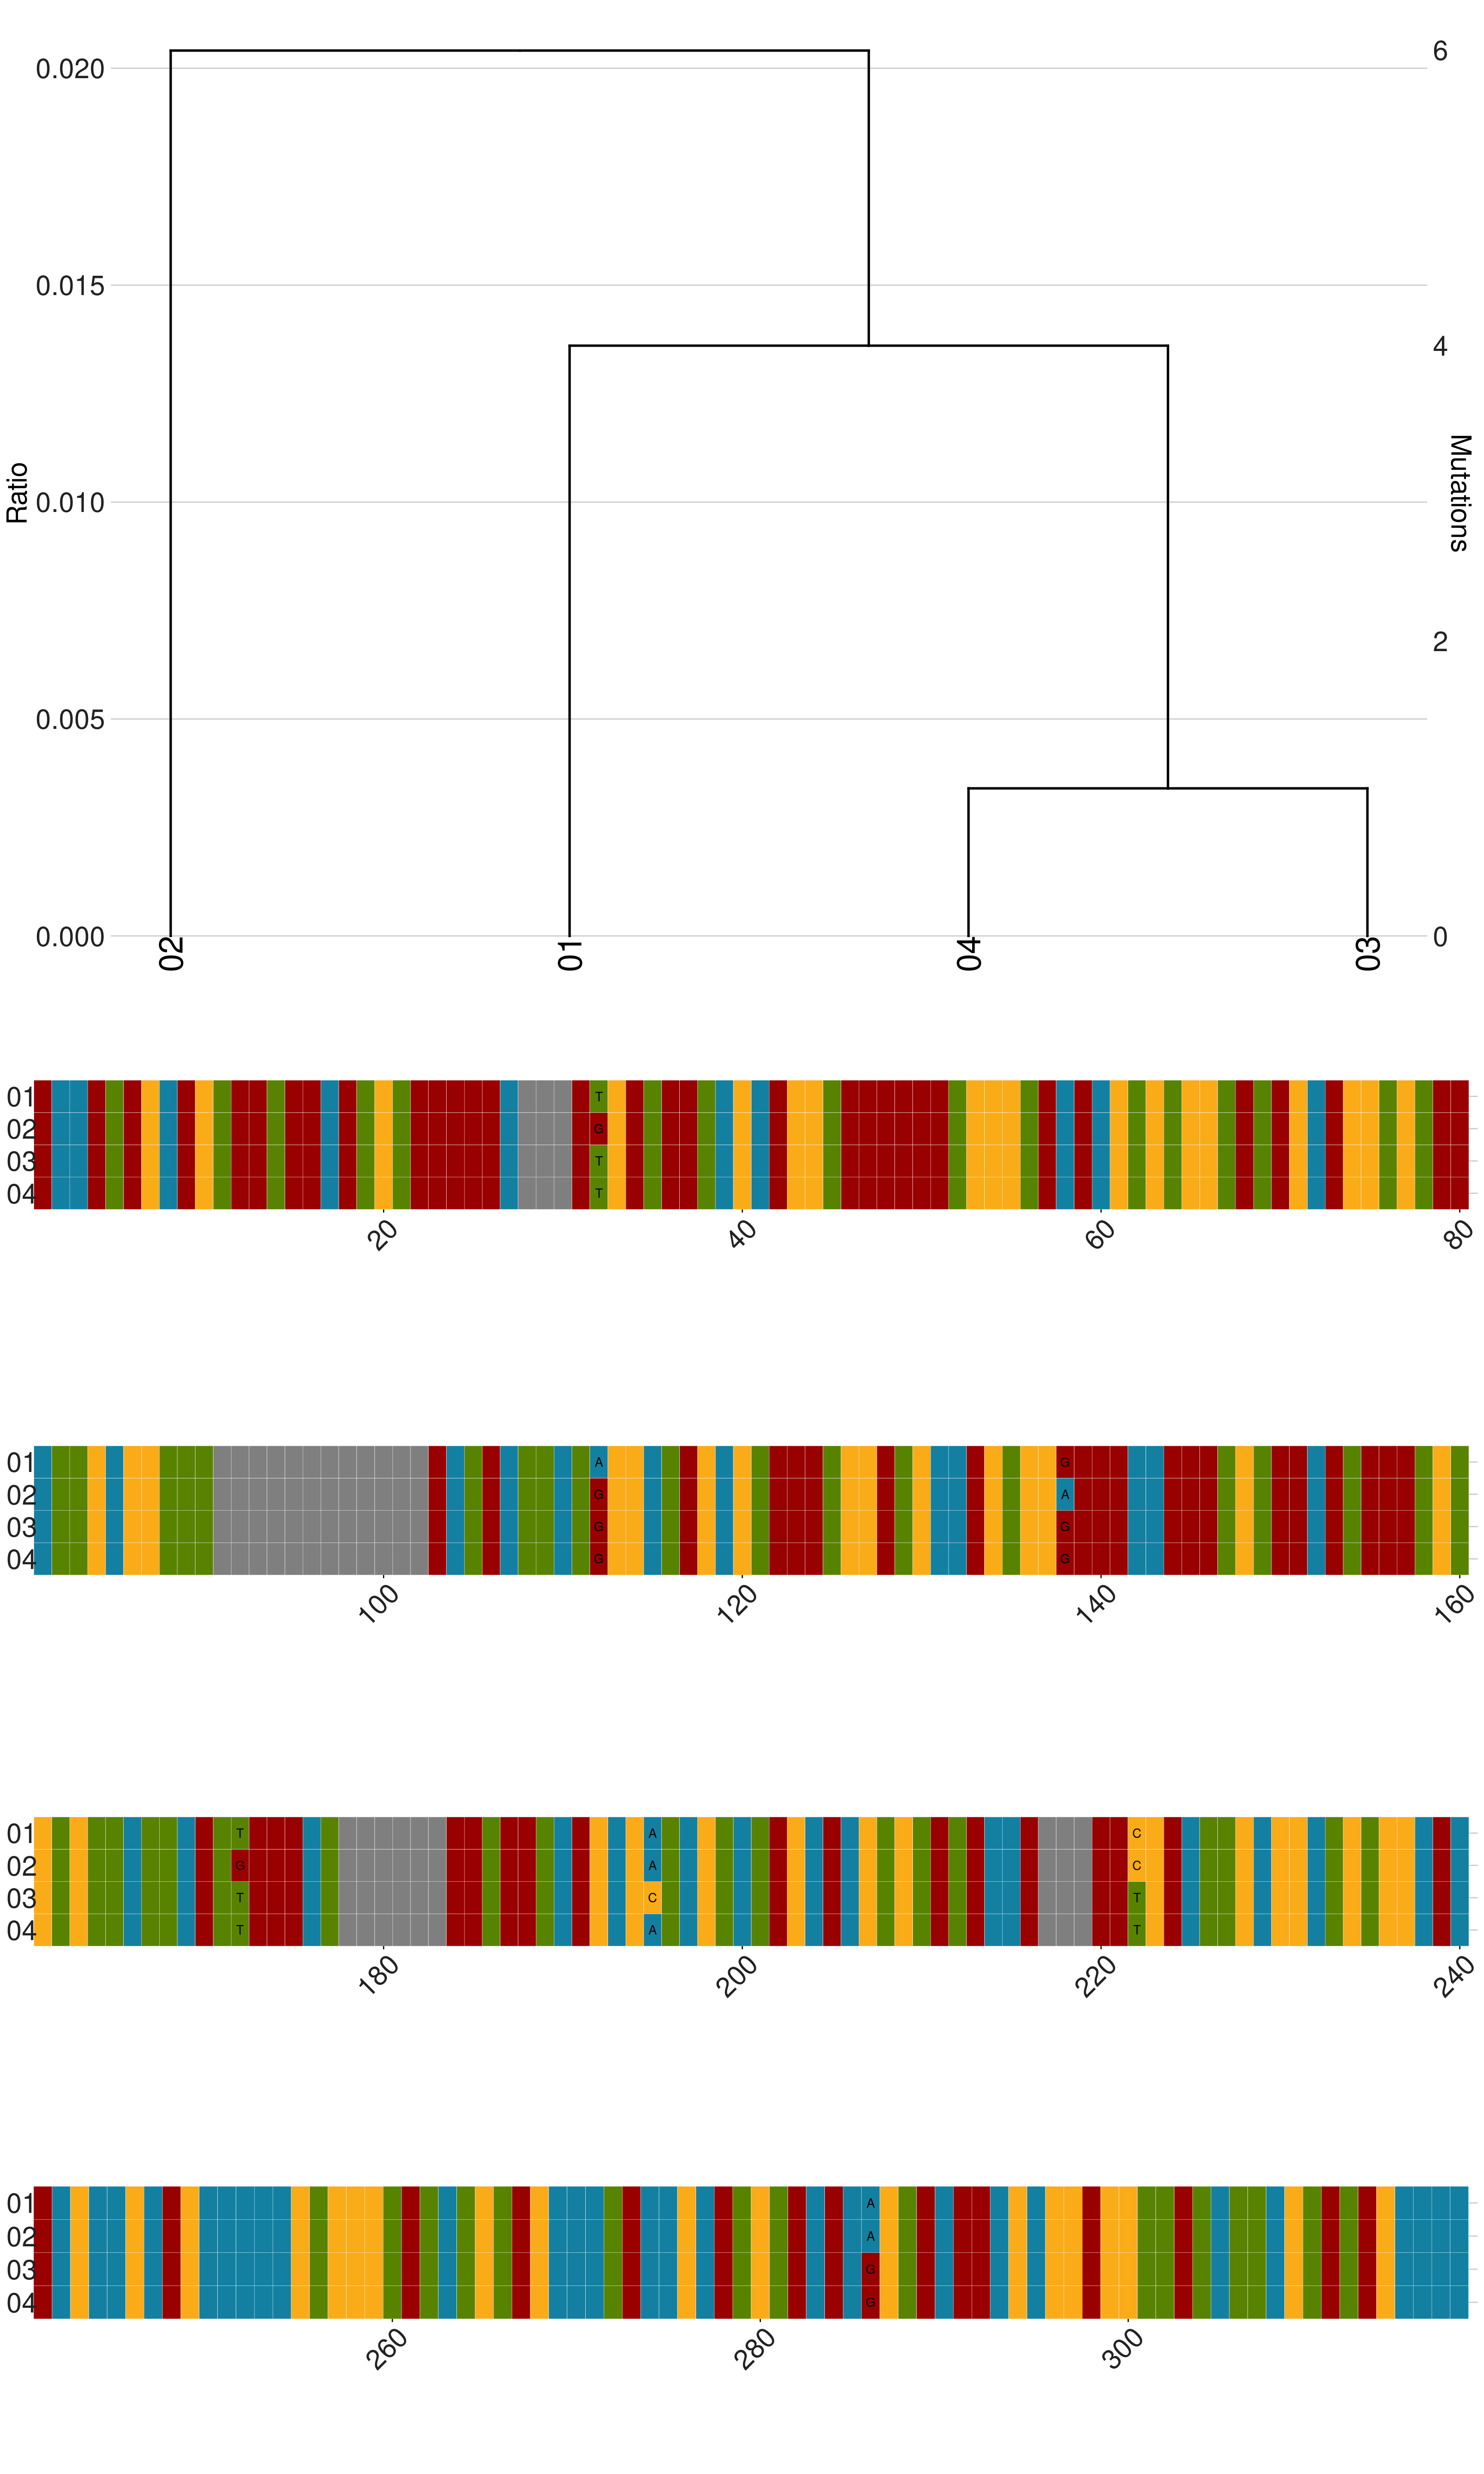 0.020
6
0.015
4
Ratio
0.010
Mutations
2
0.005
0.000
0
02 01 04 03
01 T
02 G
03 T
04 T
20 40 60 80
01 A G
02 G A
03 G G
04 G G
100 120 140 160
01 T A C
02 G A C
03 T C T
04 T A T
180 200 220 240
01 A
02 A
03 G
04 G
260 280 300